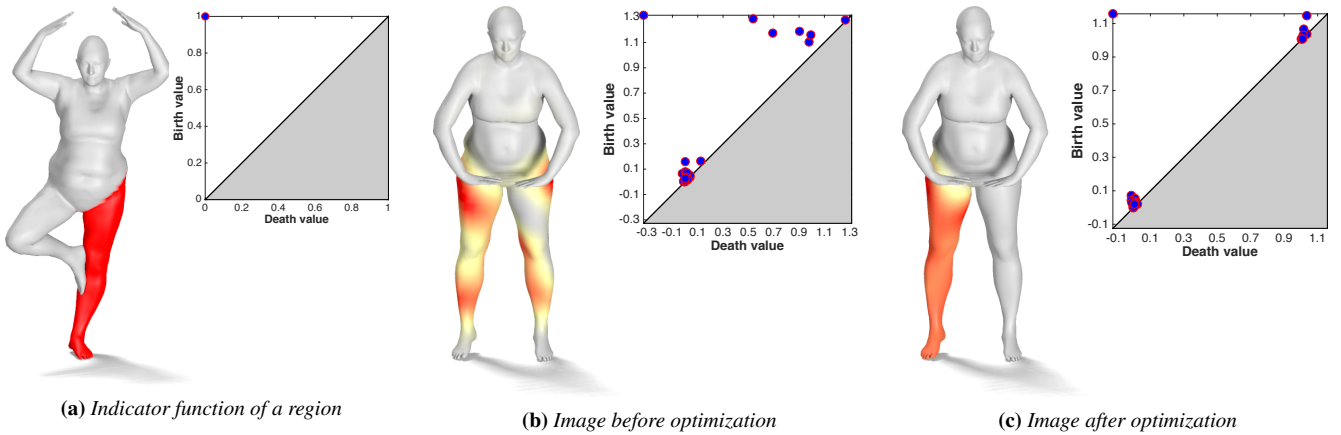 1
0.8
0.6
0.4
0.2
0
Birth value
0 0.2 0.4 0.6 0.8 1
Death value
(a) Indicator function of a region
1.3
1.1
0.9
0.7
0.5
0.3
0.1
-0.1
-0.3
Birth value
-0.3 -0.1 0.1 0.3 0.5 0.7 0.9 1.1 1.3
Death value
(b) Image before optimization
1.1
0.9
0.7
0.5
0.3
0.1
-0.1
Birth value
-0.1 0.1 0.3 0.5 0.7 0.9 1.1
Death value
(c) Image after optimization